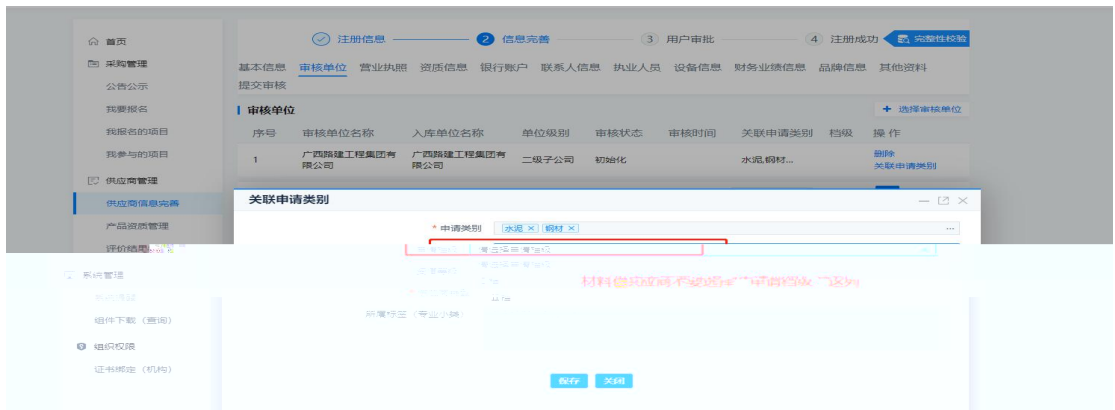 首页
采购管理
公告公示
我要报名
我报名的项目
我参与的项目
供应商管理
供应商信息完善
产品资质管理
评价结果
系统管理
组件下载（查询）
组织权限
证书绑定（机构）
注册信息 2 信息完善 3 用户审批 4 注册成功 完整性校验
基本信息 审核单位 营业执照 资质信息 银行账户 联系人信息 执业人员 设备信息 财务业绩信息 品牌信息 其他资料
提交审核
审核单位 + 选择审核单位
序号 审核单位名称 入库单位名称 单位级别 审核状态 审核时间 关联申请类别 档级 操作
1 广西路建工程集团有限公司 广西路建工程集团有限公司 二级子公司 初始化 水泥,钢材... 删除
关联申请类别
关联申请类别
* 申请类别 水泥 × 钢材 × ...
所属标签（专业小类）
保存 关闭